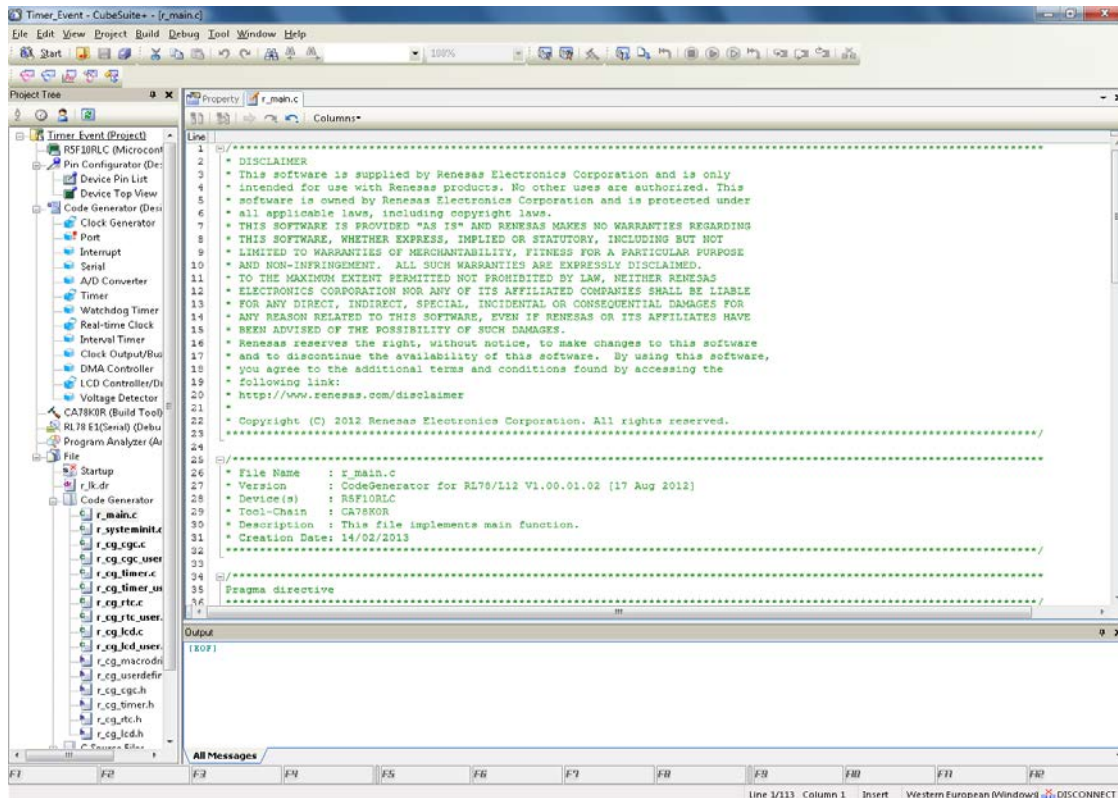 Timer_Event - CubeSuite+ - [r_main.c]
File Edit View Project Build Debug Tool Window Help
Start
100%
Project Tree
Property r_main.c
Columns
Timer_Event (Project)
R5F10RLC (Microcont
Pin Configurator (De:
Device Pin List
Device Top View
Code Generator (Desi
Clock Generator
Port
Interrupt
Serial
A/D Converter
Timer
Watchdog Timer
Real-time Clock
Interval Timer
Clock Output/Buz
DMA Controller
LCD Controller/Di
Voltage Detector
CA78K0R (Build Tool)
RL78 E1(Serial) (Debu
Program Analyzer (An
File
Startup
r_lk.dr
Code Generator
r_main.c
r_systeminit.c
r_cg_cgc.c
r_cg_cgc_user
r_cg_timer.c
r_cg_timer_us
r_cg_rtc.c
r_cg_rtc_user.
r_cg_lcd.c
r_cg_lcd_user.
r_cg_macrodri
r_cg_userdefin
r_cg_cgc.h
r_cg_timer.h
r_cg_rtc.h
r_cg_lcd.h
C Source Files
Line
1 /***********************************************************************************************************************
2 * DISCLAIMER
3 * This software is supplied by Renesas Electronics Corporation and is only
4 * intended for use with Renesas products. No other uses are authorized. This
5 * software is owned by Renesas Electronics Corporation and is protected under
6 * all applicable laws, including copyright laws.
7 * THIS SOFTWARE IS PROVIDED "AS IS" AND RENESAS MAKES NO WARRANTIES REGARDING
8 * THIS SOFTWARE, WHETHER EXPRESS, IMPLIED OR STATUTORY, INCLUDING BUT NOT
9 * LIMITED TO WARRANTIES OF MERCHANTABILITY, FITNESS FOR A PARTICULAR PURPOSE
10 * AND NON-INFRINGEMENT. ALL SUCH WARRANTIES ARE EXPRESSLY DISCLAIMED.
11 * TO THE MAXIMUM EXTENT PERMITTED NOT PROHIBITED BY LAW, NEITHER RENESAS
12 * ELECTRONICS CORPORATION NOR ANY OF ITS AFFILIATED COMPANIES SHALL BE LIABLE
13 * FOR ANY DIRECT, INDIRECT, SPECIAL, INCIDENTAL OR CONSEQUENTIAL DAMAGES FOR
14 * ANY REASON RELATED TO THIS SOFTWARE, EVEN IF RENESAS OR ITS AFFILIATES HAVE
15 * BEEN ADVISED OF THE POSSIBILITY OF SUCH DAMAGES.
16 * Renesas reserves the right, without notice, to make changes to this software
17 * and to discontinue the availability of this software. By using this software,
18 * you agree to the additional terms and conditions found by accessing the
19 * following link:
20 * http://www.renesas.com/disclaimer
21 *
22 * Copyright (C) 2012 Renesas Electronics Corporation. All rights reserved.
23 ***********************************************************************************************************************/
24
25 /***********************************************************************************************************************
26 * File Name : r_main.c
27 * Version : CodeGenerator for RL78/L12 V1.00.01.02 [17 Aug 2012]
28 * Device(s) : R5F10RLC
29 * Tool-Chain : CA78K0R
30 * Description : This file implements main function.
31 * Creation Date: 14/02/2013
32 ***********************************************************************************************************************/
33
34 /***********************************************************************************************************************
35 Pragma directive
36 ***********************************************************************************************************************/
Output
[EOF]
All Messages
F1 F2 F3 F4 F5 F6 F7 F8 F9 F10 F11 F12
Line 1/113 Column 1 Insert Western European (Windows) DISCONNECT